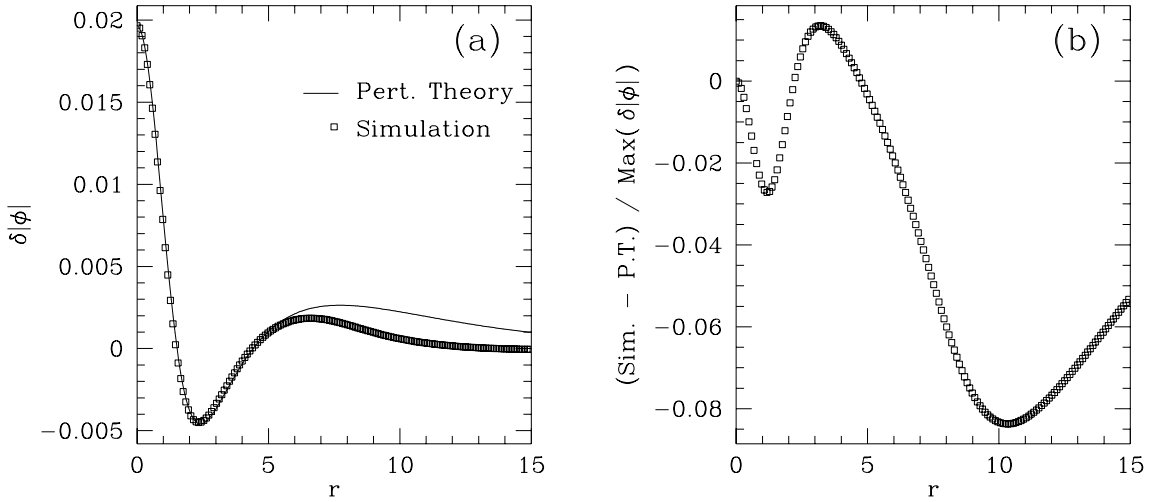 (a)
Pert. Theory
Simulation
0.02
0.015
0.01
0.005
0
−0.005
δ|ϕ|
0
5
10
15
r
(b)
0
−0.02
−0.04
−0.06
−0.08
(Sim. − P.T.) / Max( δ|ϕ|)
0
5
10
15
r